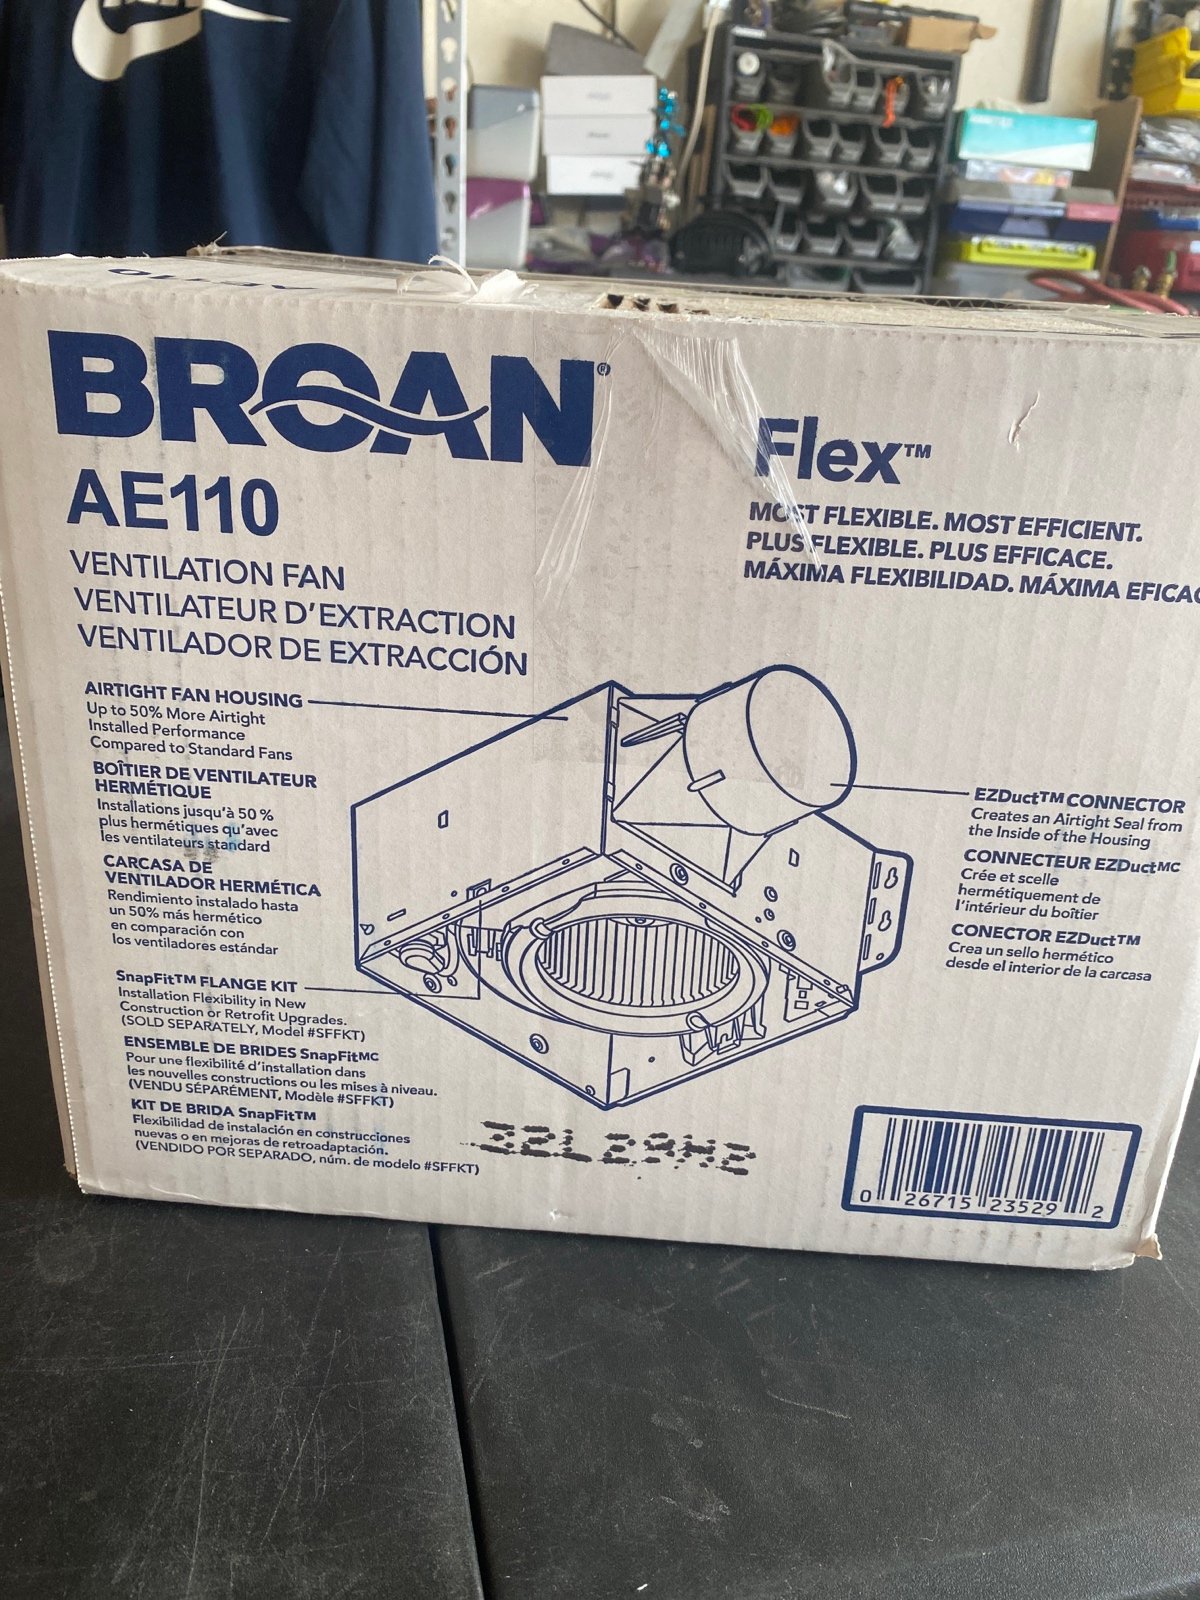 BROAN®
AE110
VENTILATION FAN
VENTILATEUR D'EXTRACTION
VENTILADOR DE EXTRACCIÓN
Flex™
MOST FLEXIBLE. MOST EFFICIENT.
PLUS FLEXIBLE. PLUS EFFICACE.
MÁXIMA FLEXIBILIDAD. MÁXIMA EFICAC
AIRTIGHT FAN HOUSING
Up to 50% More Airtight
Installed Performance
Compared to Standard Fans
BOÎTIER DE VENTILATEUR
HERMÉTIQUE
Installations jusqu'à 50 %
plus hermétiques qu'avec
les ventilateurs standard
CARCASA DE
VENTILADOR HERMÉTICA
Rendimiento instalado hasta
un 50% más hermético
en comparación con
los ventiladores estándar
SnapFit™ FLANGE KIT
Installation Flexibility in New
Construction or Retrofit Upgrades.
(SOLD SEPARATELY, Model #SFFKT)
ENSEMBLE DE BRIDES SnapFitMC
Pour une flexibilité d'installation dans
les nouvelles constructions ou les mises à niveau.
(VENDU SÉPARÉMENT, Modèle #SFFKT)
KIT DE BRIDA SnapFit™
Flexibilidad de instalación en construcciones
nuevas o en mejoras de retroadaptación.
(VENDIDO POR SEPARADO, núm. de modelo #SFFKT)
EZDuct™ CONNECTOR
Creates an Airtight Seal from
the Inside of the Housing
CONNECTEUR EZDuctMC
Crée et scelle
hermétiquement de
l'intérieur du boîtier
CONECTOR EZDuct™
Crea un sello hermético
desde el interior de la carcasa
0 26715 23529 2